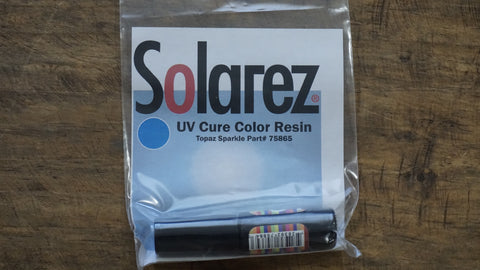 Solarez®
UV Cure Color Resin
Topaz Sparkle Part# 75865